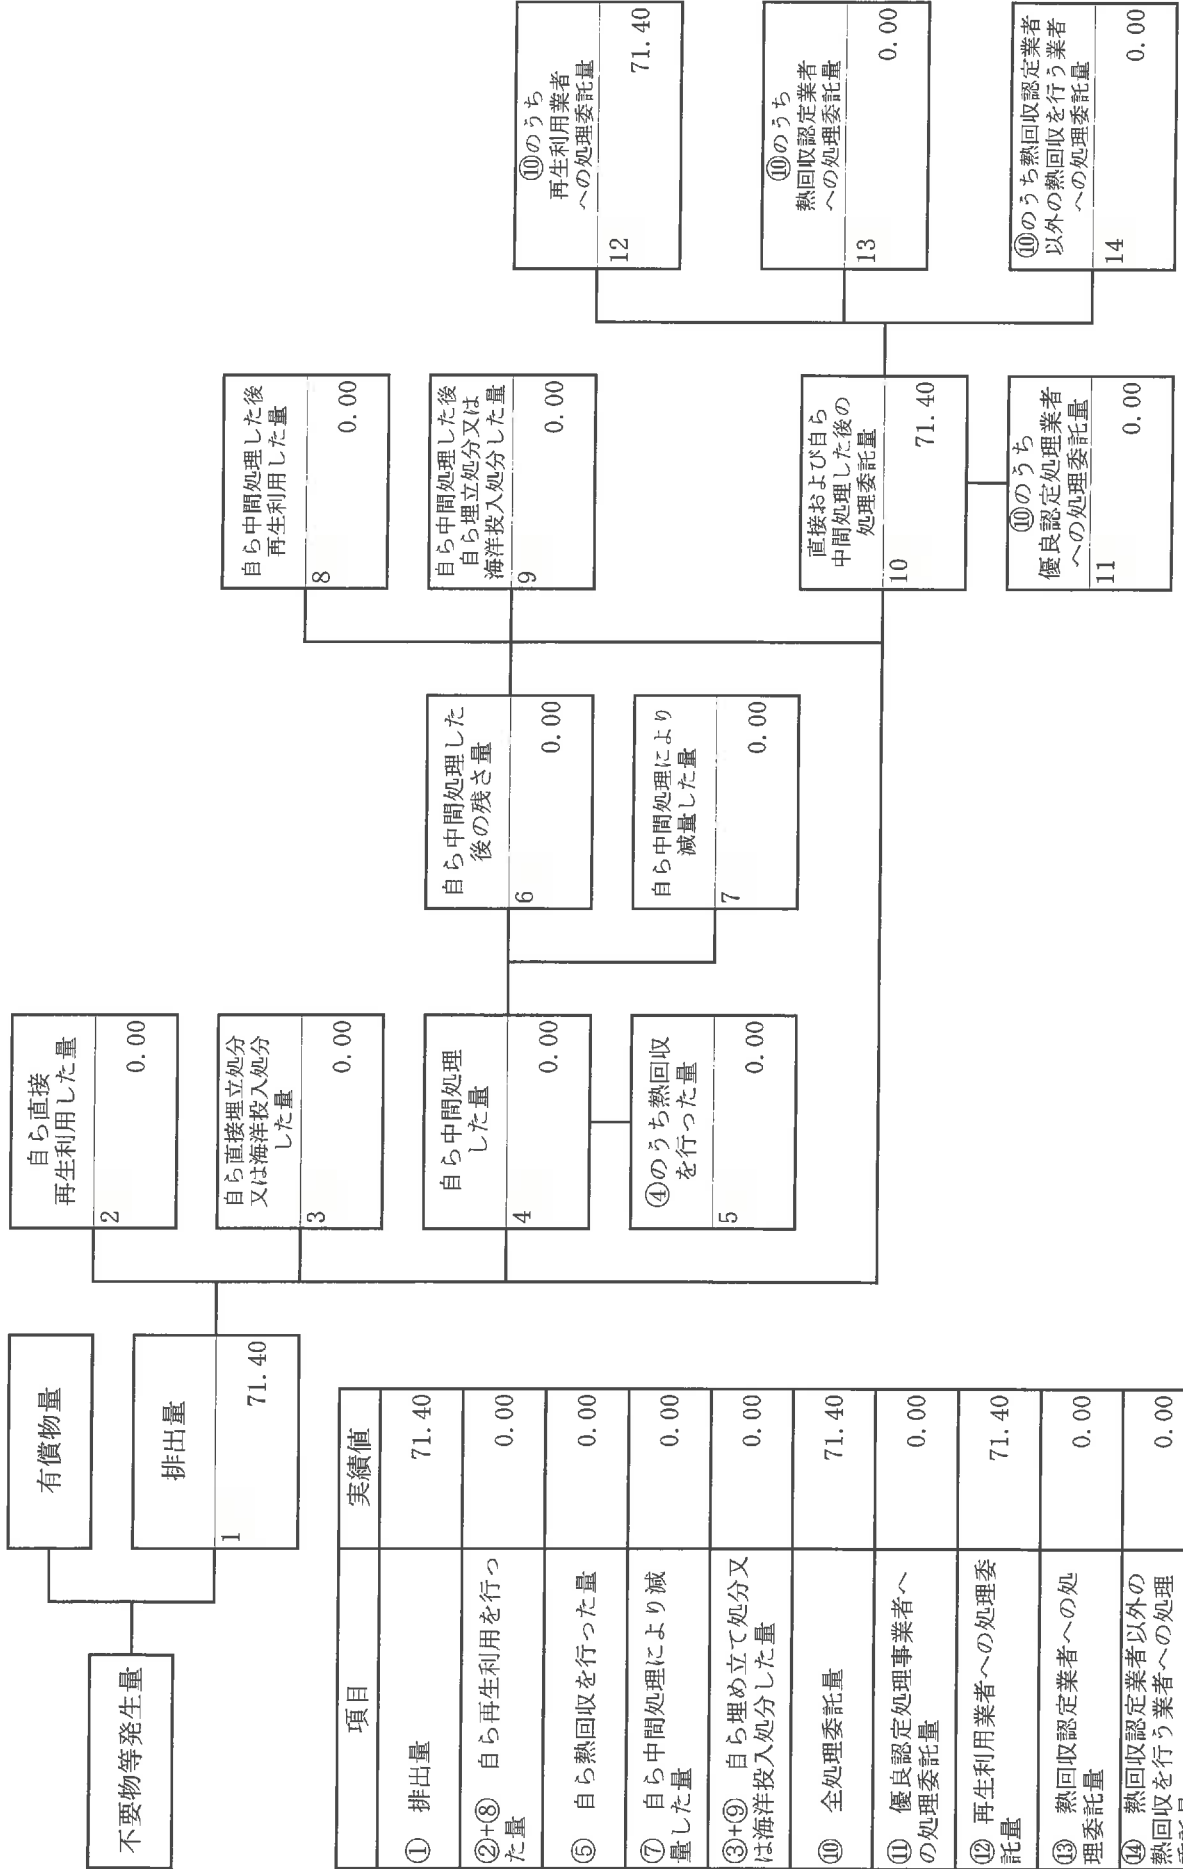 不要物等発生量
有償物量
排出量
1
71.40
自ら直接
再生利用した量
2
0.00
自ら直接埋立処分
又は海洋投入処分
した量
3
0.00
自ら中間処理
した量
4
0.00
④のうち熱回収
を行った量
5
0.00
自ら中間処理した
後の残さ量
6
0.00
自ら中間処理により
減量した量
7
0.00
自ら中間処理した後
再生利用した量
8
0.00
自ら中間処理した後
自ら埋立処分又は
海洋投入処分した量
9
0.00
直接および自ら
中間処理した後の
処理委託量
10
71.40
⑩のうち
優良認定処理業者
への処理委託量
11
0.00
⑩のうち
再生利用業者
への処理委託量
12
71.40
⑩のうち
熱回収認定業者
への処理委託量
13
0.00
⑩のうち熱回収認定業者
以外の熱回収を行う業者
への処理委託量
14
0.00
項目 実績値
① 排出量 71.40
②+⑧ 自ら再生利用を行っ
た量 0.00
⑤ 自ら熱回収を行った量 0.00
⑦ 自ら中間処理により減
量した量 0.00
③+⑨ 自ら埋め立て処分又
は海洋投入処分した量 0.00
⑩ 全処理委託量 71.40
⑪ 優良認定処理事業者へ
の処理委託量 0.00
⑫ 再生利用業者への処理委
託量 71.40
⑬ 熱回収認定業者への処
理委託量 0.00
⑭ 熱回収認定業者以外の
熱回収を行う業者への処理 0.00